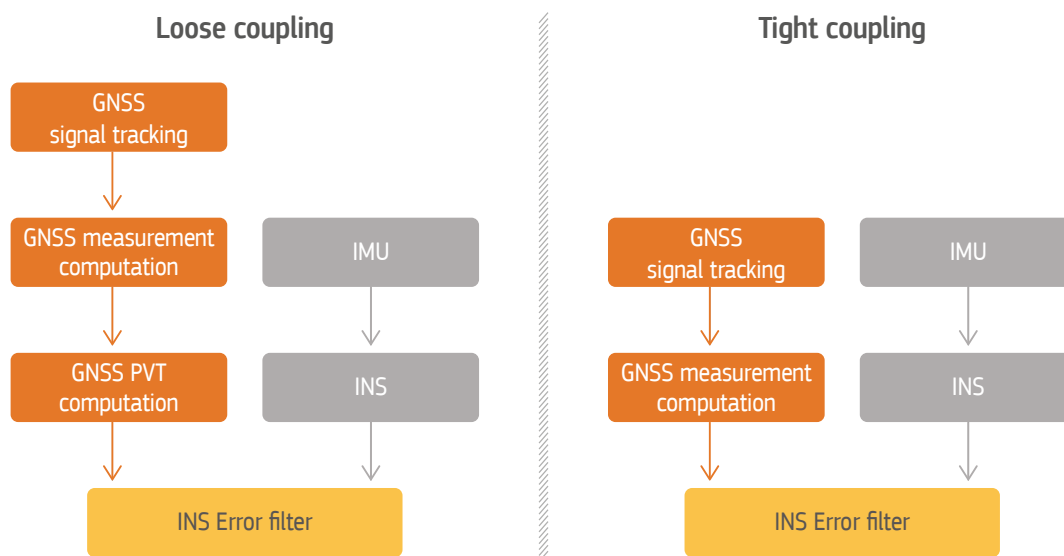 Loose coupling
GNSS
signal tracking
GNSS measurement
computation
IMU
GNSS PVT
computation
INS
INS Error filter
Tight coupling
GNSS
signal tracking
IMU
GNSS measurement
computation
INS
INS Error filter